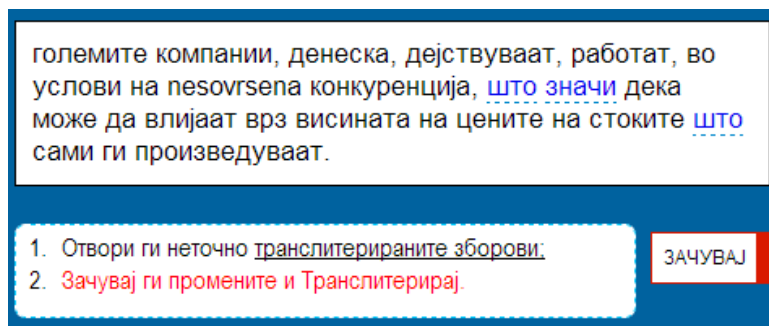 големите компании, денеска, дејствуваат, работат, во
услови на nesovrsena конкуренција, што значи дека
може да влијаат врз висината на цените на стоките што
сами ги произведуваат.
1. Отвори ги неточно транслитерираните зборови;
2. Зачувај ги промените и Транслитерирај.
ЗАЧУВАЈ